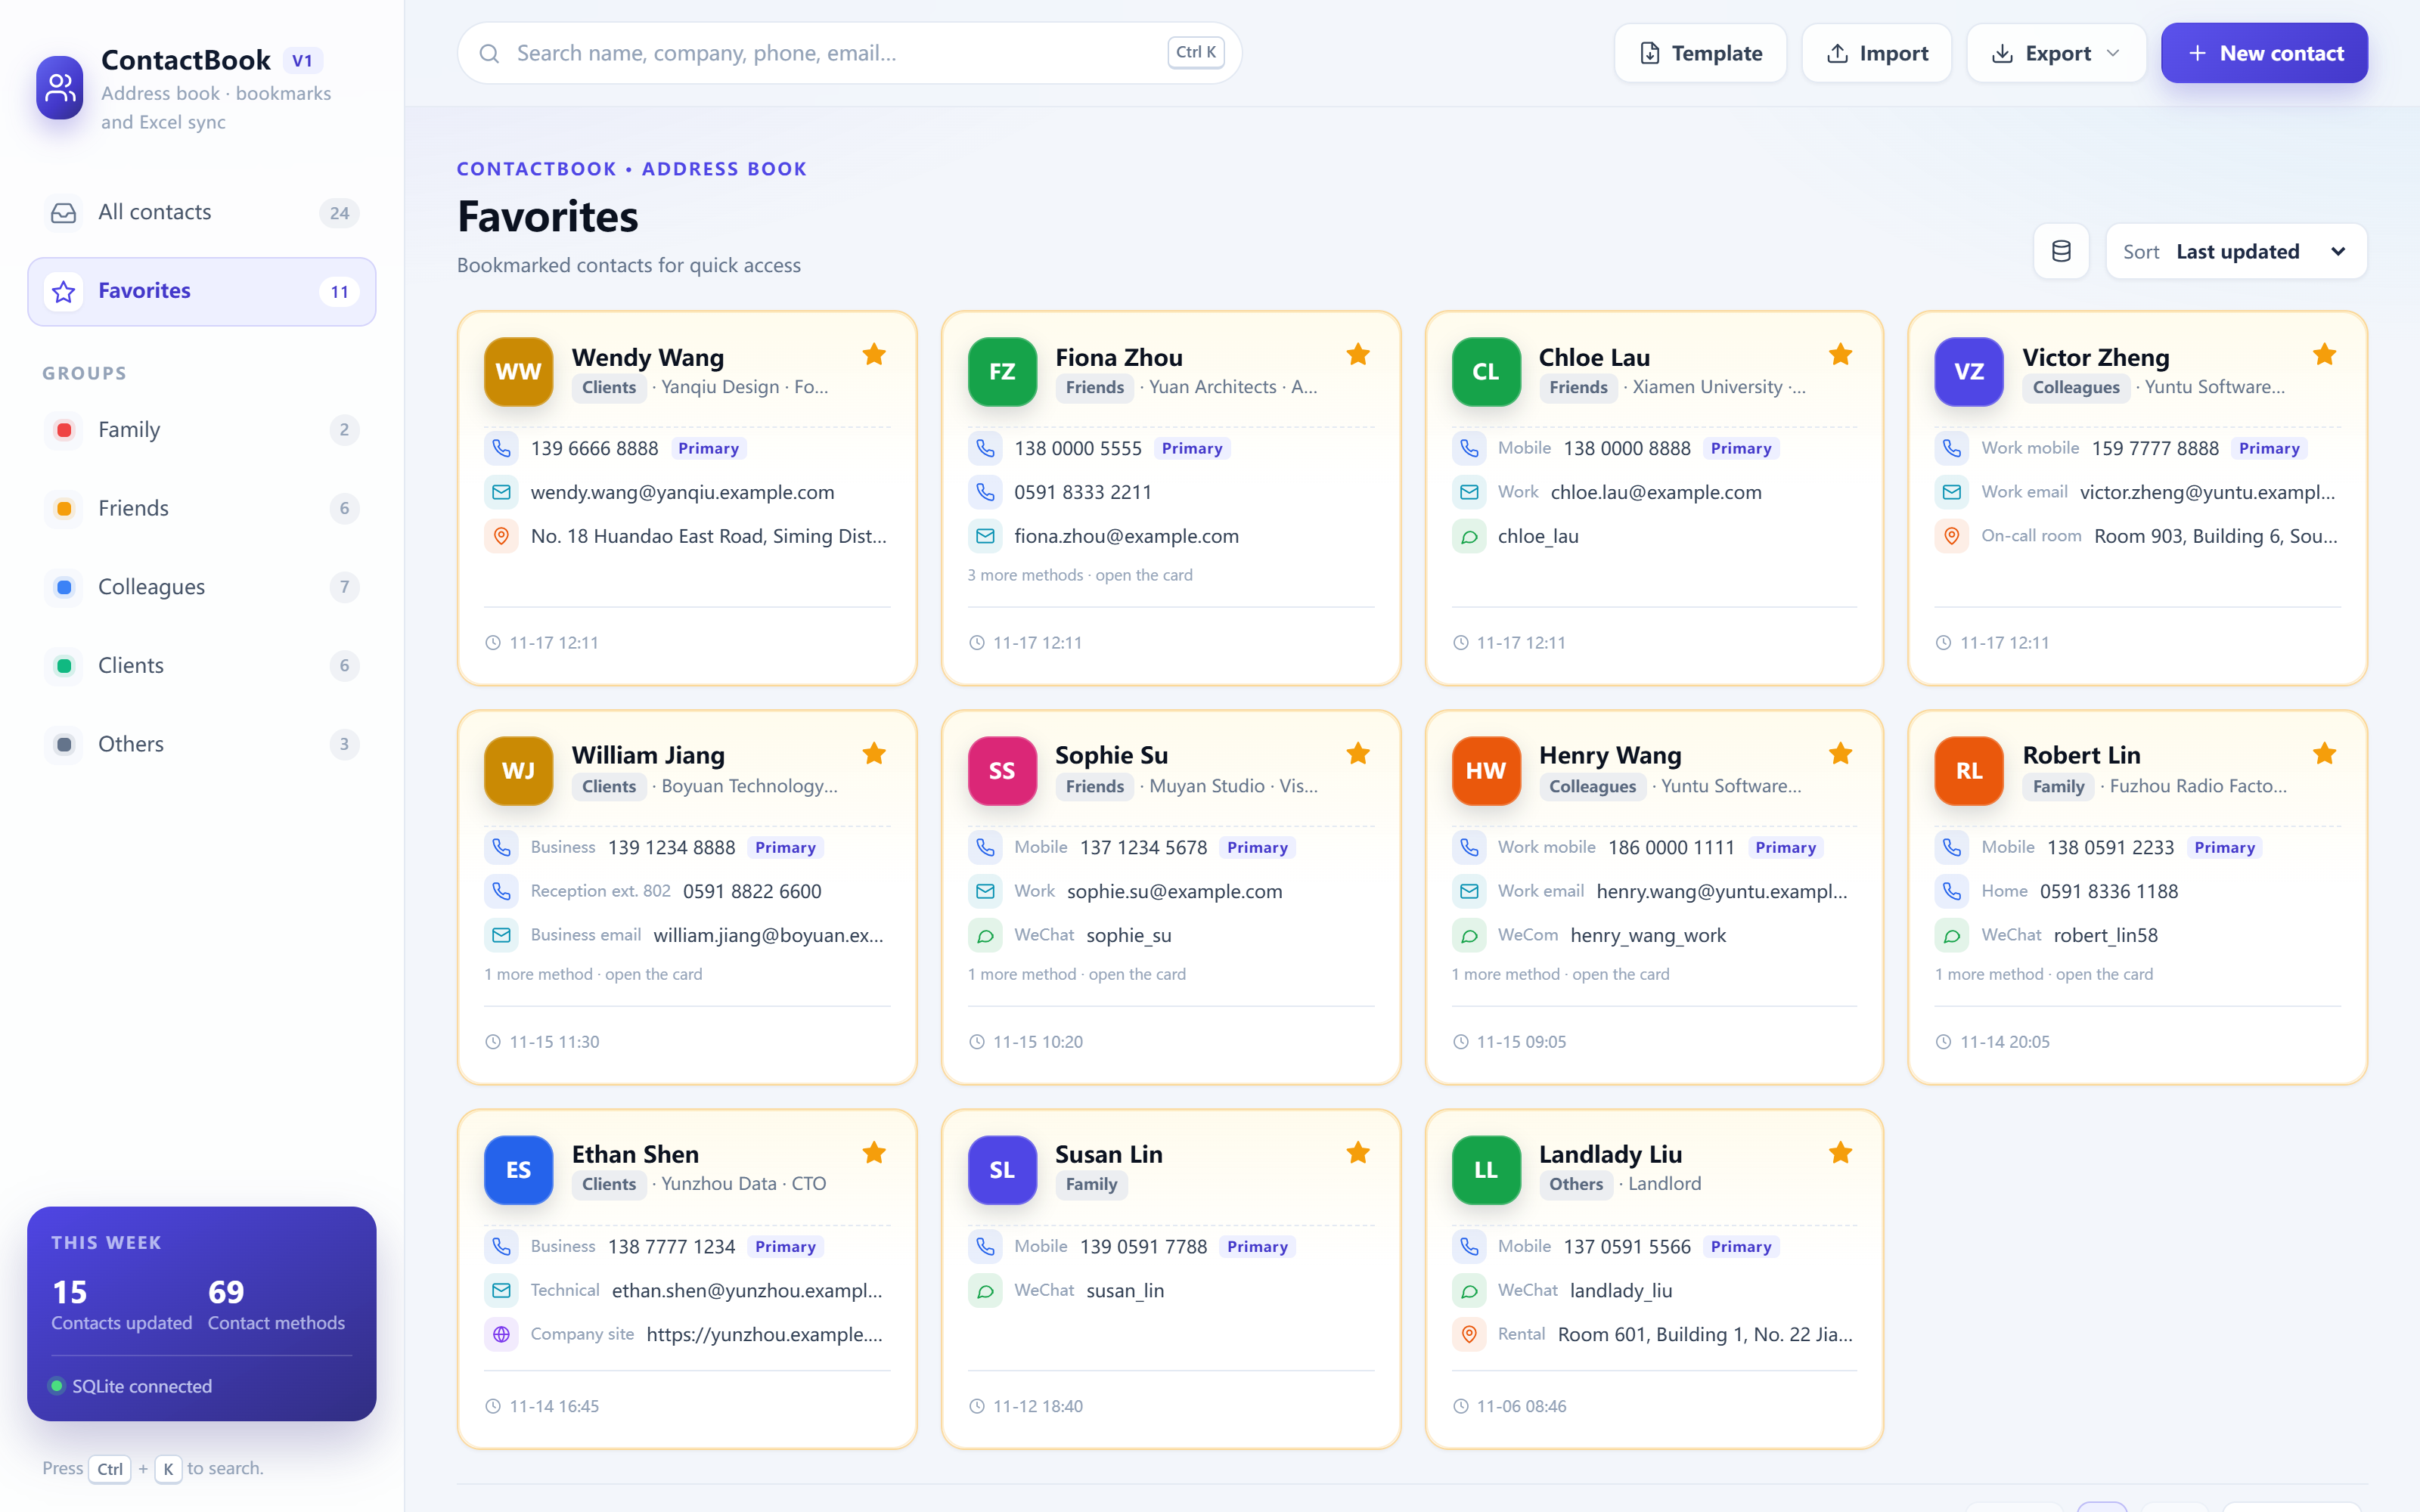 ContactBook V1
Address book · bookmarks
and Excel sync
All contacts 24
Favorites 11
GROUPS
Family 2
Friends 6
Colleagues 7
Clients 6
Others 3
THIS WEEK
15 69
Contacts updated Contact methods
SQLite connected
Press Ctrl + K to search.
Search name, company, phone, email... Ctrl K
Template Import Export New contact
CONTACTBOOK • ADDRESS BOOK
Favorites
Bookmarked contacts for quick access
Sort Last updated
WW Wendy Wang
Clients · Yanqiu Design · Fo...
139 6666 8888 Primary
wendy.wang@yanqiu.example.com
No. 18 Huandao East Road, Siming Dist...
11-17 12:11
FZ Fiona Zhou
Friends · Yuan Architects · A...
138 0000 5555 Primary
0591 8333 2211
fiona.zhou@example.com
3 more methods · open the card
11-17 12:11
CL Chloe Lau
Friends · Xiamen University ·...
Mobile 138 0000 8888 Primary
Work chloe.lau@example.com
chloe_lau
11-17 12:11
VZ Victor Zheng
Colleagues · Yuntu Software...
Work mobile 159 7777 8888 Primary
Work email victor.zheng@yuntu.exampl...
On-call room Room 903, Building 6, Sou...
11-17 12:11
WJ William Jiang
Clients · Boyuan Technology...
Business 139 1234 8888 Primary
Reception ext. 802 0591 8822 6600
Business email william.jiang@boyuan.ex...
1 more method · open the card
11-15 11:30
SS Sophie Su
Friends · Muyan Studio · Vis...
Mobile 137 1234 5678 Primary
Work sophie.su@example.com
WeChat sophie_su
1 more method · open the card
11-15 10:20
HW Henry Wang
Colleagues · Yuntu Software...
Work mobile 186 0000 1111 Primary
Work email henry.wang@yuntu.exampl...
WeCom henry_wang_work
1 more method · open the card
11-15 09:05
RL Robert Lin
Family · Fuzhou Radio Facto...
Mobile 138 0591 2233 Primary
Home 0591 8336 1188
WeChat robert_lin58
1 more method · open the card
11-14 20:05
ES Ethan Shen
Clients · Yunzhou Data · CTO
Business 138 7777 1234 Primary
Technical ethan.shen@yunzhou.exampl...
Company site https://yunzhou.example....
11-14 16:45
SL Susan Lin
Family
Mobile 139 0591 7788 Primary
WeChat susan_lin
11-12 18:40
LL Landlady Liu
Others · Landlord
Mobile 137 0591 5566 Primary
WeChat landlady_liu
Rental Room 601, Building 1, No. 22 Jia...
11-06 08:46